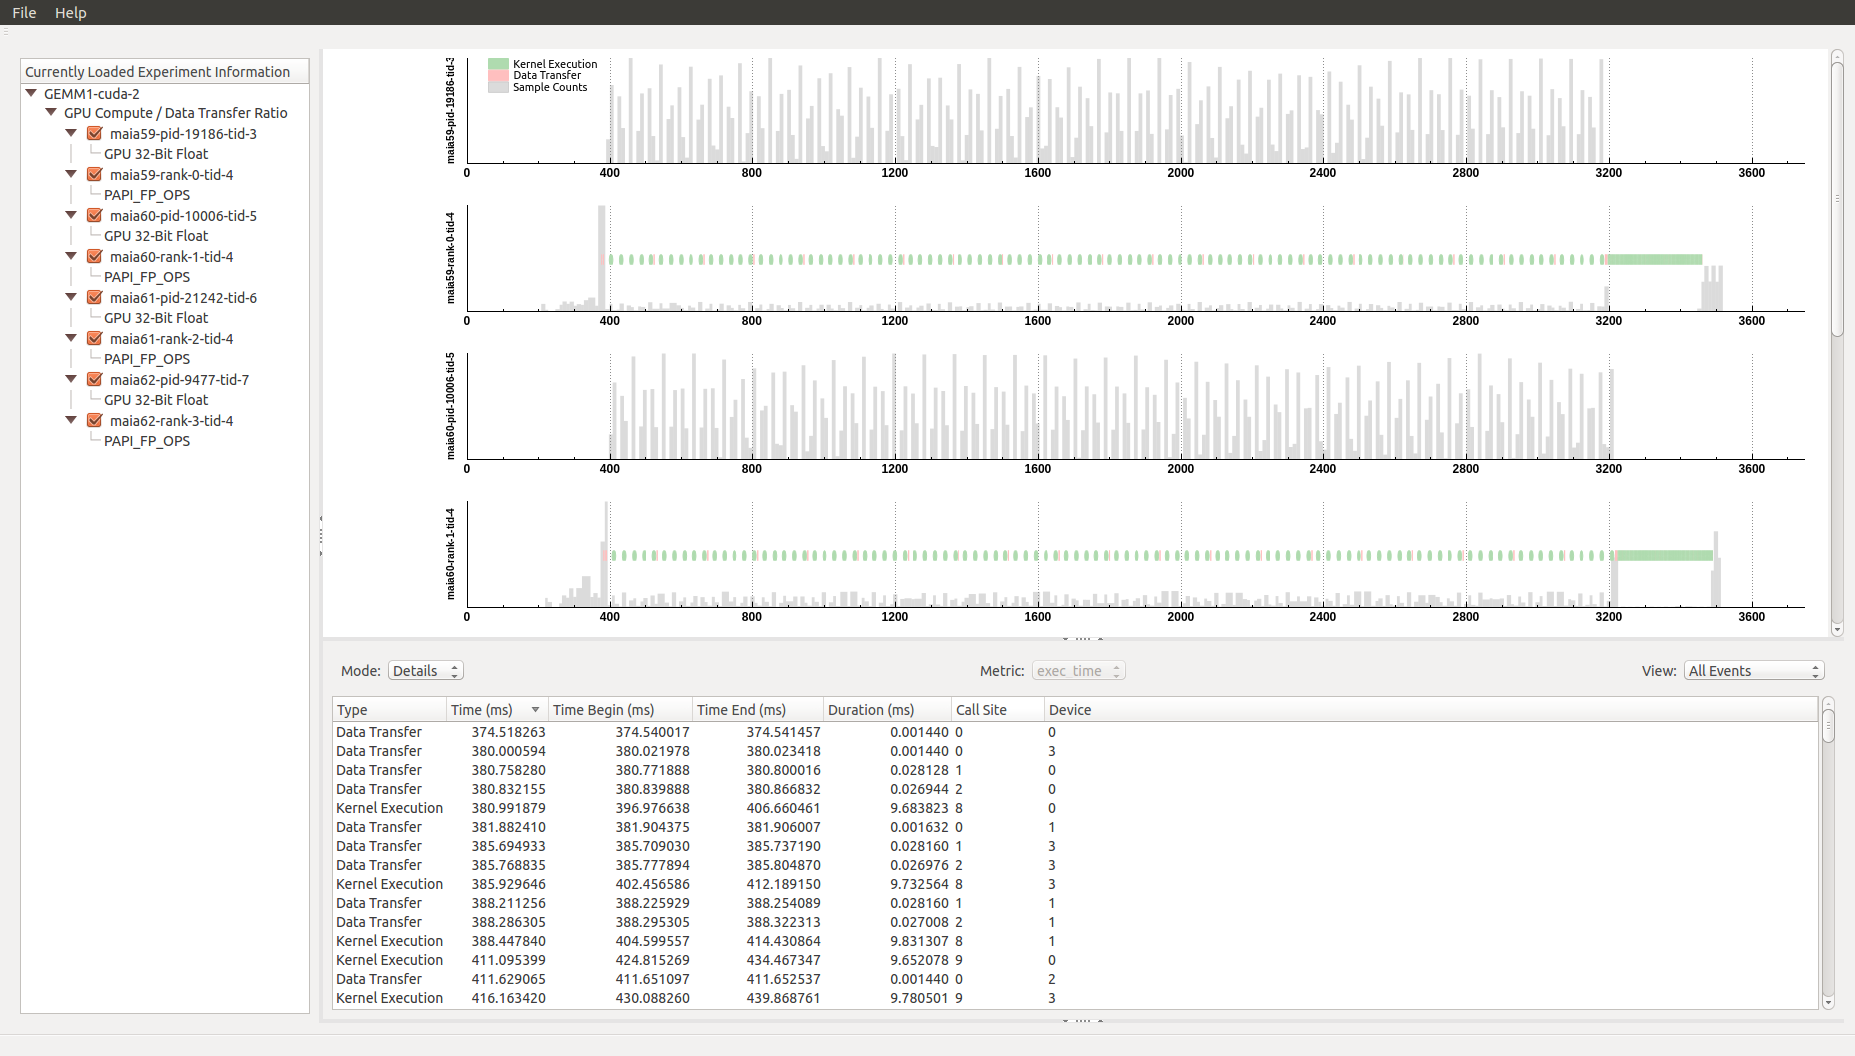 File Help
Currently Loaded Experiment Information
GEMM1-cuda-2
GPU Compute / Data Transfer Ratio
maia59-pid-19186-tid-3
GPU 32-Bit Float
maia59-rank-0-tid-4
PAPI_FP_OPS
maia60-pid-10006-tid-5
GPU 32-Bit Float
maia60-rank-1-tid-4
PAPI_FP_OPS
maia61-pid-21242-tid-6
GPU 32-Bit Float
maia61-rank-2-tid-4
PAPI_FP_OPS
maia62-pid-9477-tid-7
GPU 32-Bit Float
maia62-rank-3-tid-4
PAPI_FP_OPS
maia59-pid-19186-tid-3
Kernel Execution
Data Transfer
Sample Counts
0 400 800 1200 1600 2000 2400 2800 3200 3600
maia59-rank-0-tid-4
0 400 800 1200 1600 2000 2400 2800 3200 3600
maia60-pid-10006-tid-5
0 400 800 1200 1600 2000 2400 2800 3200 3600
maia60-rank-1-tid-4
0 400 800 1200 1600 2000 2400 2800 3200 3600
Mode: Details Metric: exec_time View: All Events
Type Time (ms) Time Begin (ms) Time End (ms) Duration (ms) Call Site Device
Data Transfer 374.518263 374.540017 374.541457 0.001440 0 0
Data Transfer 380.000594 380.021978 380.023418 0.001440 0 3
Data Transfer 380.758280 380.771888 380.800016 0.028128 1 0
Data Transfer 380.832155 380.839888 380.866832 0.026944 2 0
Kernel Execution 380.991879 396.976638 406.660461 9.683823 8 0
Data Transfer 381.882410 381.904375 381.906007 0.001632 0 1
Data Transfer 385.694933 385.709030 385.737190 0.028160 1 3
Data Transfer 385.768835 385.777894 385.804870 0.026976 2 3
Kernel Execution 385.929646 402.456586 412.189150 9.732564 8 3
Data Transfer 388.211256 388.225929 388.254089 0.028160 1 1
Data Transfer 388.286305 388.295305 388.322313 0.027008 2 1
Kernel Execution 388.447840 404.599557 414.430864 9.831307 8 1
Kernel Execution 411.095399 424.815269 434.467347 9.652078 9 0
Data Transfer 411.629065 411.651097 411.652537 0.001440 0 2
Kernel Execution 416.163420 430.088260 439.868761 9.780501 9 3